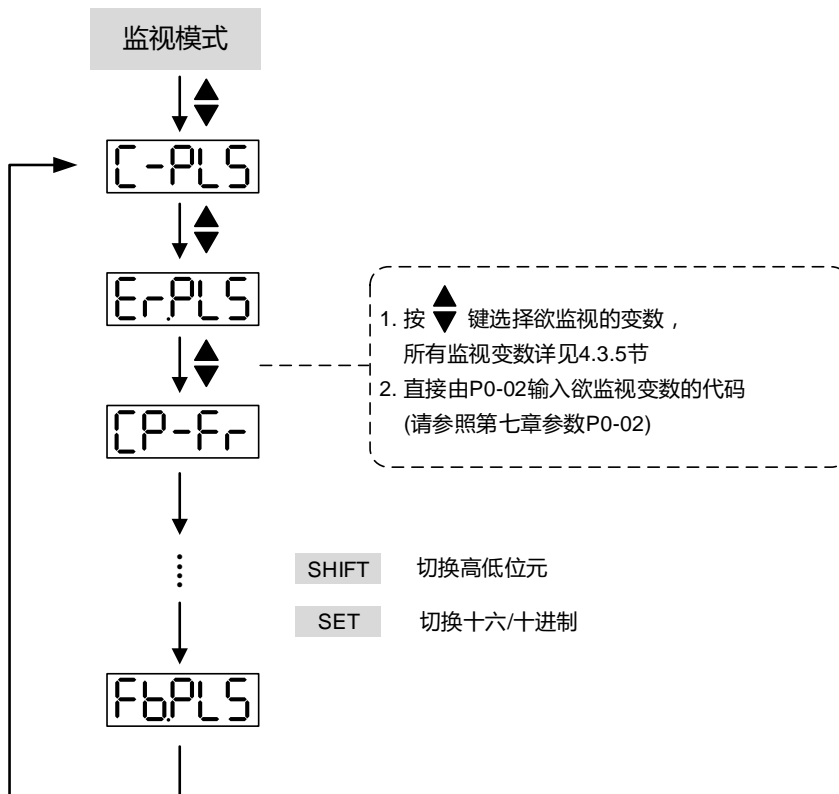 监视模式
C-PLS
Er.PLS
CP-Fr
⋮
Fb.PLS
1. 按 ▲▼ 键选择欲监视的变数，
所有监视变数详见4.3.5节
2. 直接由P0-02输入欲监视变数的代码
(请参照第七章参数P0-02)
SHIFT 切换高低位元
SET 切换十六/十进制